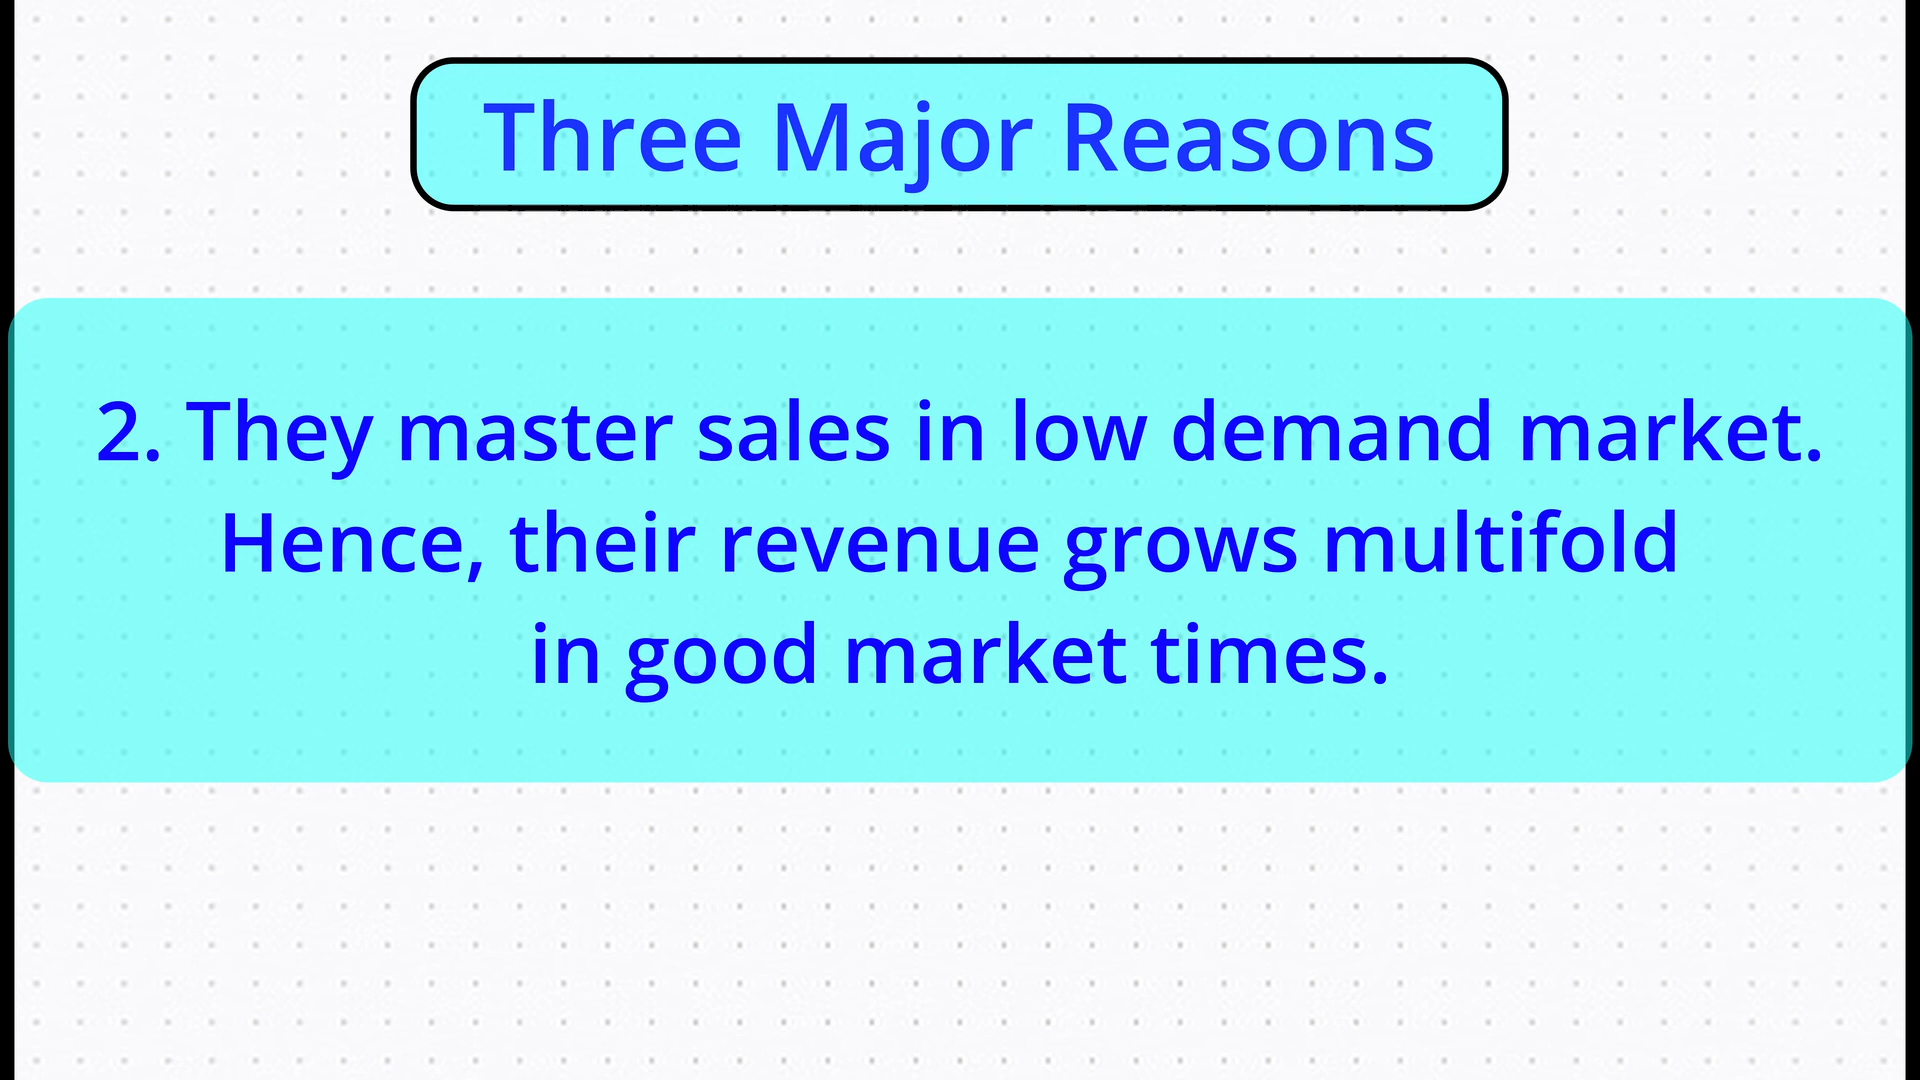 Three Major Reasons
2. They master sales in low demand market.
Hence, their revenue grows multifold
in good market times.